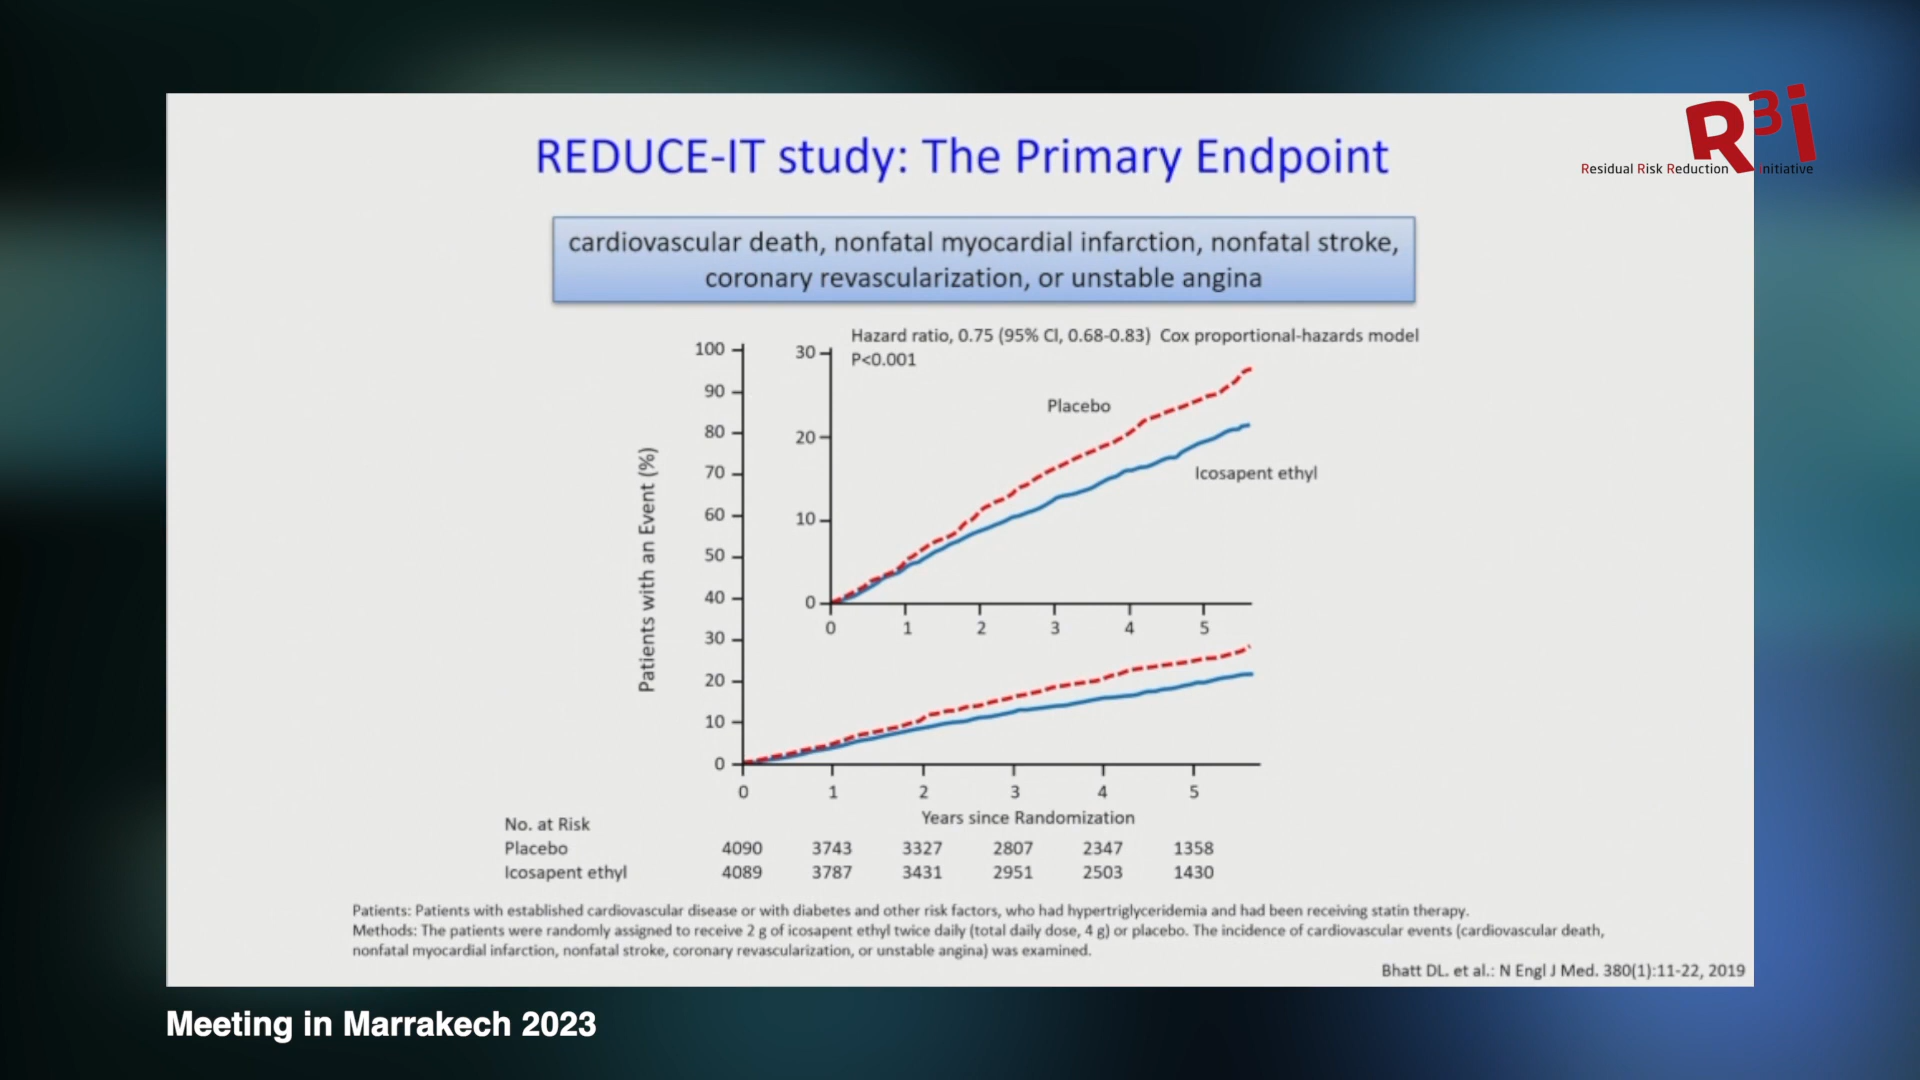 R3i
Residual Risk Reduction initiative
REDUCE-IT study: The Primary Endpoint
cardiovascular death, nonfatal myocardial infarction, nonfatal stroke,
coronary revascularization, or unstable angina
Hazard ratio, 0.75 (95% CI, 0.68-0.83) Cox proportional-hazards model
P<0.001
Patients with an Event (%)
100
90
80
70
60
50
40
30
20
10
0
30
20
10
0
Placebo
Icosapent ethyl
0 1 2 3 4 5
0 1 2 3 4 5
Years since Randomization
No. at Risk
Placebo 4090 3743 3327 2807 2347 1358
Icosapent ethyl 4089 3787 3431 2951 2503 1430
Patients: Patients with established cardiovascular disease or with diabetes and other risk factors, who had hypertriglyceridemia and had been receiving statin therapy.
Methods: The patients were randomly assigned to receive 2 g of icosapent ethyl twice daily (total daily dose, 4 g) or placebo. The incidence of cardiovascular events (cardiovascular death,
nonfatal myocardial infarction, nonfatal stroke, coronary revascularization, or unstable angina) was examined.
Bhatt DL. et al.: N Engl J Med. 380(1):11-22, 2019
Meeting in Marrakech 2023